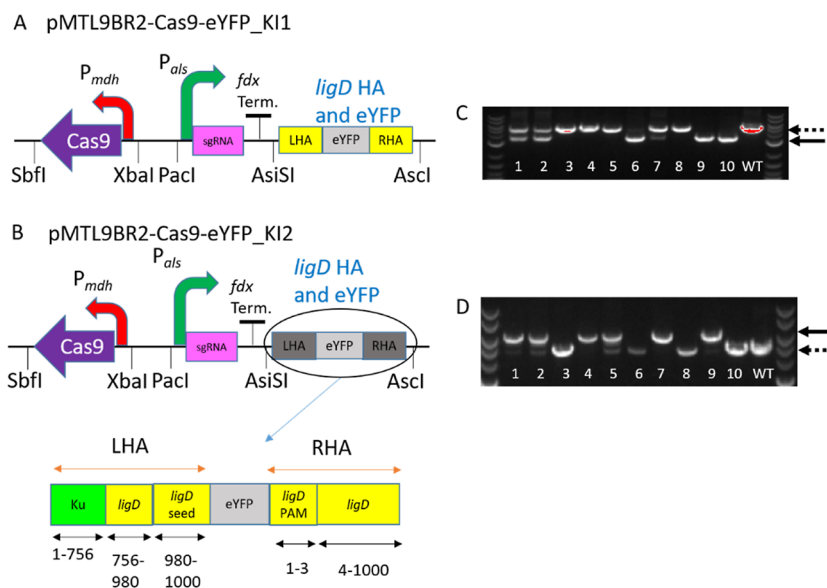 A pMTL9BR2-Cas9-eYFP_KI1
Pmdh Pals fdx Term. ligD HA and eYFP
Cas9 sgRNA LHA eYFP RHA
SbfI XbaI PacI AsiSI AscI
B pMTL9BR2-Cas9-eYFP_KI2
Pmdh Pals fdx Term. ligD HA and eYFP
Cas9 sgRNA LHA eYFP RHA
SbfI XbaI PacI AsiSI AscI
LHA RHA
Ku ligD ligD seed eYFP ligD PAM ligD
1-756 756-980 980-1000 1-3 4-1000
C
1 2 3 4 5 6 7 8 9 10 WT
D
1 2 3 4 5 6 7 8 9 10 WT